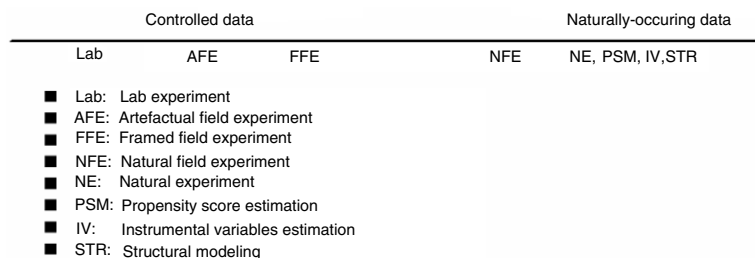 Controlled data Naturally-occuring data
Lab AFE FFE NFE NE, PSM, IV,STR
■ Lab: Lab experiment
■ AFE: Artefactual field experiment
■ FFE: Framed field experiment
■ NFE: Natural field experiment
■ NE: Natural experiment
■ PSM: Propensity score estimation
■ IV: Instrumental variables estimation
■ STR: Structural modeling